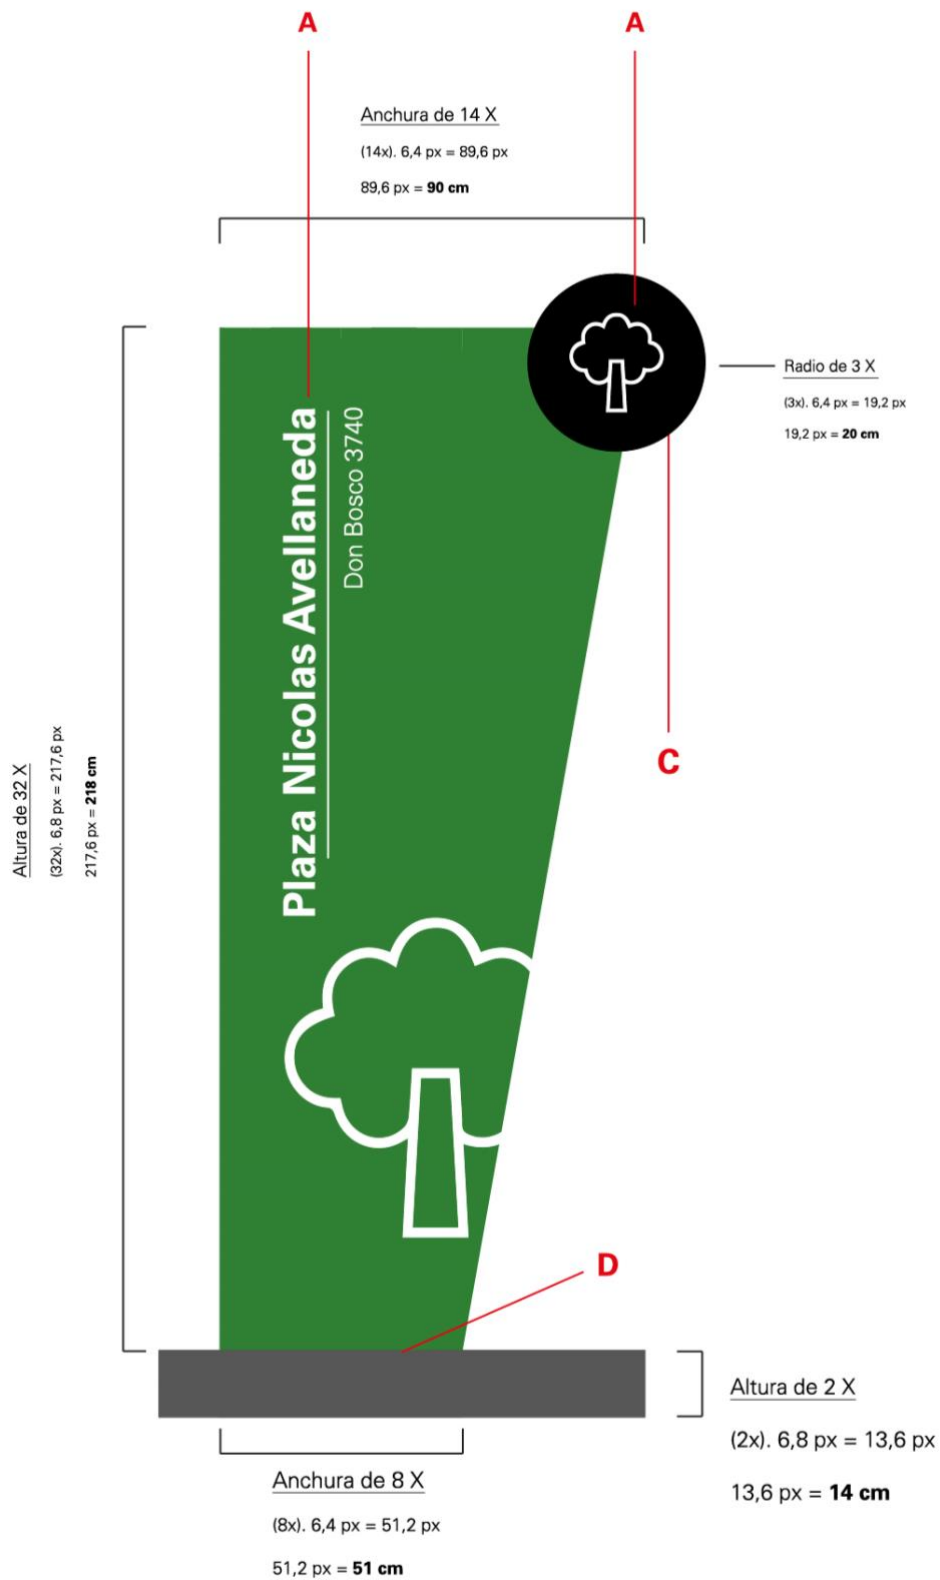 A
A
Anchura de 14 X
(14x). 6,4 px = 89,6 px
89,6 px = 90 cm
Radio de 3 X
(3x). 6,4 px = 19,2 px
19,2 px = 20 cm
Plaza Nicolas Avellaneda
Don Bosco 3740
C
Altura de 32 X
(32x). 6,8 px = 217,6 px
217,6 px = 218 cm
D
Altura de 2 X
(2x). 6,8 px = 13,6 px
13,6 px = 14 cm
Anchura de 8 X
(8x). 6,4 px = 51,2 px
51,2 px = 51 cm